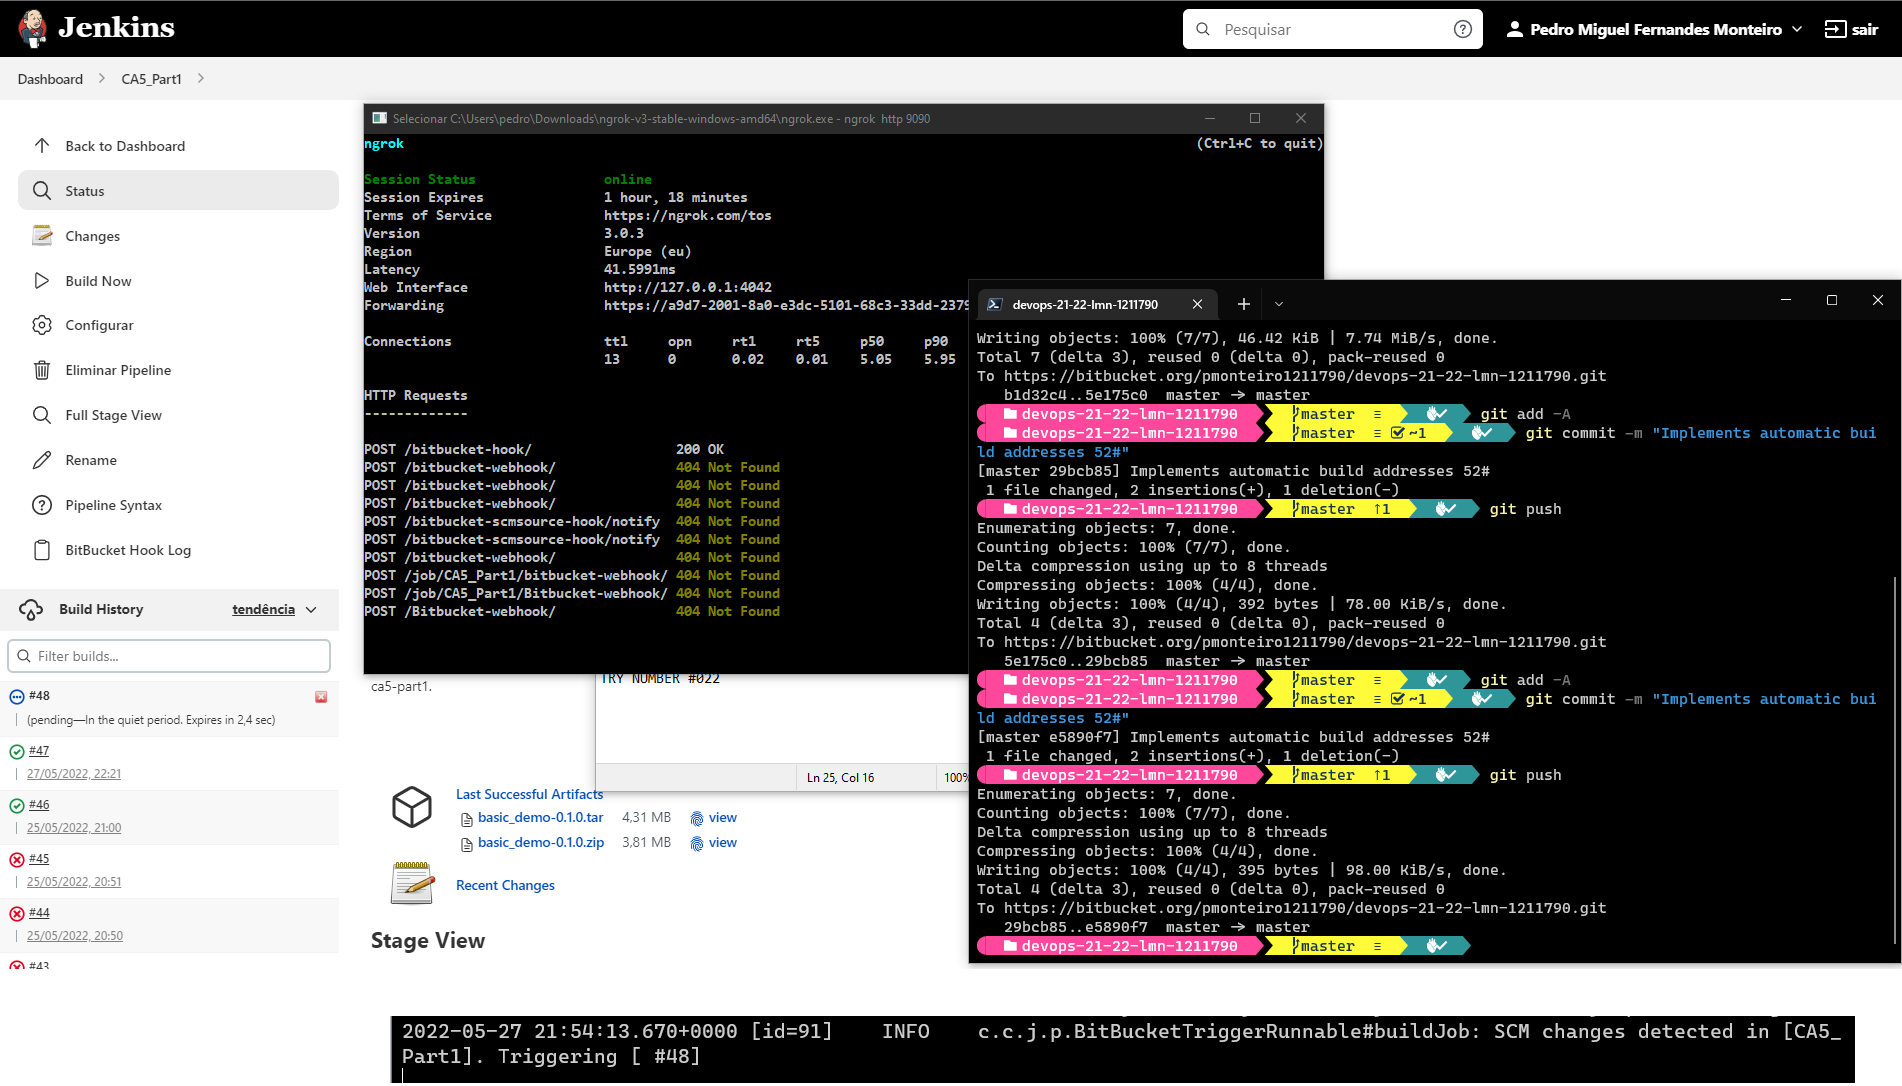 Jenkins
Pesquisar
Pedro Miguel Fernandes Monteiro
sair
Dashboard
CA5_Part1
Back to Dashboard
Status
Changes
Build Now
Configurar
Eliminar Pipeline
Full Stage View
Rename
Pipeline Syntax
BitBucket Hook Log
Build History
tendência
Filter builds...
#48
(pending—In the quiet period. Expires in 2,4 sec)
#47
27/05/2022, 22:21
#46
25/05/2022, 21:00
#45
25/05/2022, 20:51
#44
25/05/2022, 20:50
#43
Selecionar C:\Users\pedro\Downloads\ngrok-v3-stable-windows-amd64\ngrok.exe - ngrok http 9090
ngrok (Ctrl+C to quit)
Session Status online
Session Expires 1 hour, 18 minutes
Terms of Service https://ngrok.com/tos
Version 3.0.3
Region Europe (eu)
Latency 41.5991ms
Web Interface http://127.0.0.1:4042
Forwarding https://a9d7-2001-8a0-e3dc-5101-68c3-33dd-2379
Connections ttl opn rt1 rt5 p50 p90
13 0 0.02 0.01 5.05 5.95
HTTP Requests
-------------
POST /bitbucket-hook/ 200 OK
POST /bitbucket-webhook/ 404 Not Found
POST /bitbucket-webhook/ 404 Not Found
POST /bitbucket-webhook/ 404 Not Found
POST /bitbucket-scmsource-hook/notify 404 Not Found
POST /bitbucket-scmsource-hook/notify 404 Not Found
POST /bitbucket-webhook/ 404 Not Found
POST /job/CA5_Part1/bitbucket-webhook/ 404 Not Found
POST /job/CA5_Part1/Bitbucket-webhook/ 404 Not Found
POST /Bitbucket-webhook/ 404 Not Found
ca5-part1.
TRY NUMBER #022
Ln 25, Col 16 100%
Last Successful Artifacts
basic_demo-0.1.0.tar 4,31 MB view
basic_demo-0.1.0.zip 3,81 MB view
Recent Changes
Stage View
devops-21-22-lmn-1211790
Writing objects: 100% (7/7), 46.42 KiB | 7.74 MiB/s, done.
Total 7 (delta 3), reused 0 (delta 0), pack-reused 0
To https://bitbucket.org/pmonteiro1211790/devops-21-22-lmn-1211790.git
b1d32c4..5e175c0 master -> master
devops-21-22-lmn-1211790 master ≡ git add -A
devops-21-22-lmn-1211790 master ≡ ~1 git commit -m "Implements automatic bui
ld addresses 52#"
[master 29bcb85] Implements automatic build addresses 52#
1 file changed, 2 insertions(+), 1 deletion(-)
devops-21-22-lmn-1211790 master ↑1 git push
Enumerating objects: 7, done.
Counting objects: 100% (7/7), done.
Delta compression using up to 8 threads
Compressing objects: 100% (4/4), done.
Writing objects: 100% (4/4), 392 bytes | 78.00 KiB/s, done.
Total 4 (delta 3), reused 0 (delta 0), pack-reused 0
To https://bitbucket.org/pmonteiro1211790/devops-21-22-lmn-1211790.git
5e175c0..29bcb85 master -> master
devops-21-22-lmn-1211790 master ≡ git add -A
devops-21-22-lmn-1211790 master ≡ ~1 git commit -m "Implements automatic bui
ld addresses 52#"
[master e5890f7] Implements automatic build addresses 52#
1 file changed, 2 insertions(+), 1 deletion(-)
devops-21-22-lmn-1211790 master ↑1 git push
Enumerating objects: 7, done.
Counting objects: 100% (7/7), done.
Delta compression using up to 8 threads
Compressing objects: 100% (4/4), done.
Writing objects: 100% (4/4), 395 bytes | 98.00 KiB/s, done.
Total 4 (delta 3), reused 0 (delta 0), pack-reused 0
To https://bitbucket.org/pmonteiro1211790/devops-21-22-lmn-1211790.git
29bcb85..e5890f7 master -> master
devops-21-22-lmn-1211790 master ≡
2022-05-27 21:54:13.670+0000 [id=91] INFO c.c.j.p.BitBucketTriggerRunnable#buildJob: SCM changes detected in [CA5_
Part1]. Triggering [ #48]